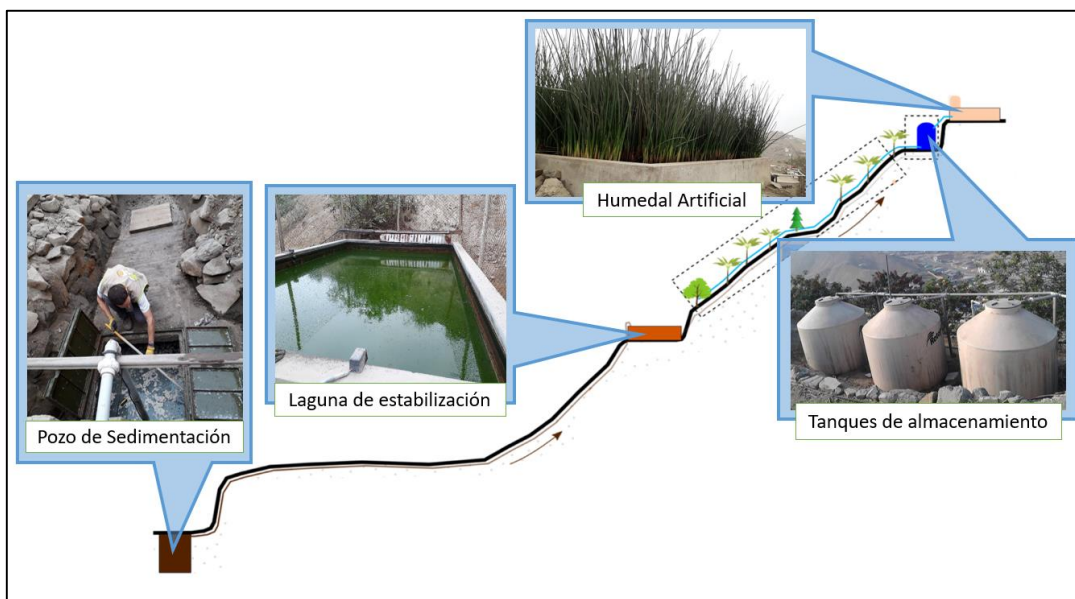 Humedal Artificial
Pozo de Sedimentación
Laguna de estabilización
Tanques de almacenamiento